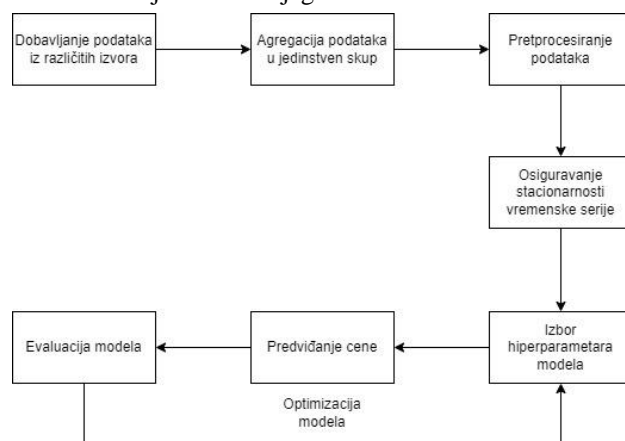 Dobavljanje podataka
iz različitih izvora
Agregacija podataka
u jedinstven skup
Pretprocesiranje
podataka
Osiguravanje
stacionarnosti
vremenske serije
Izbor
hiperparametara
modela
Predviđanje cene
Evaluacija modela
Optimizacija
modela